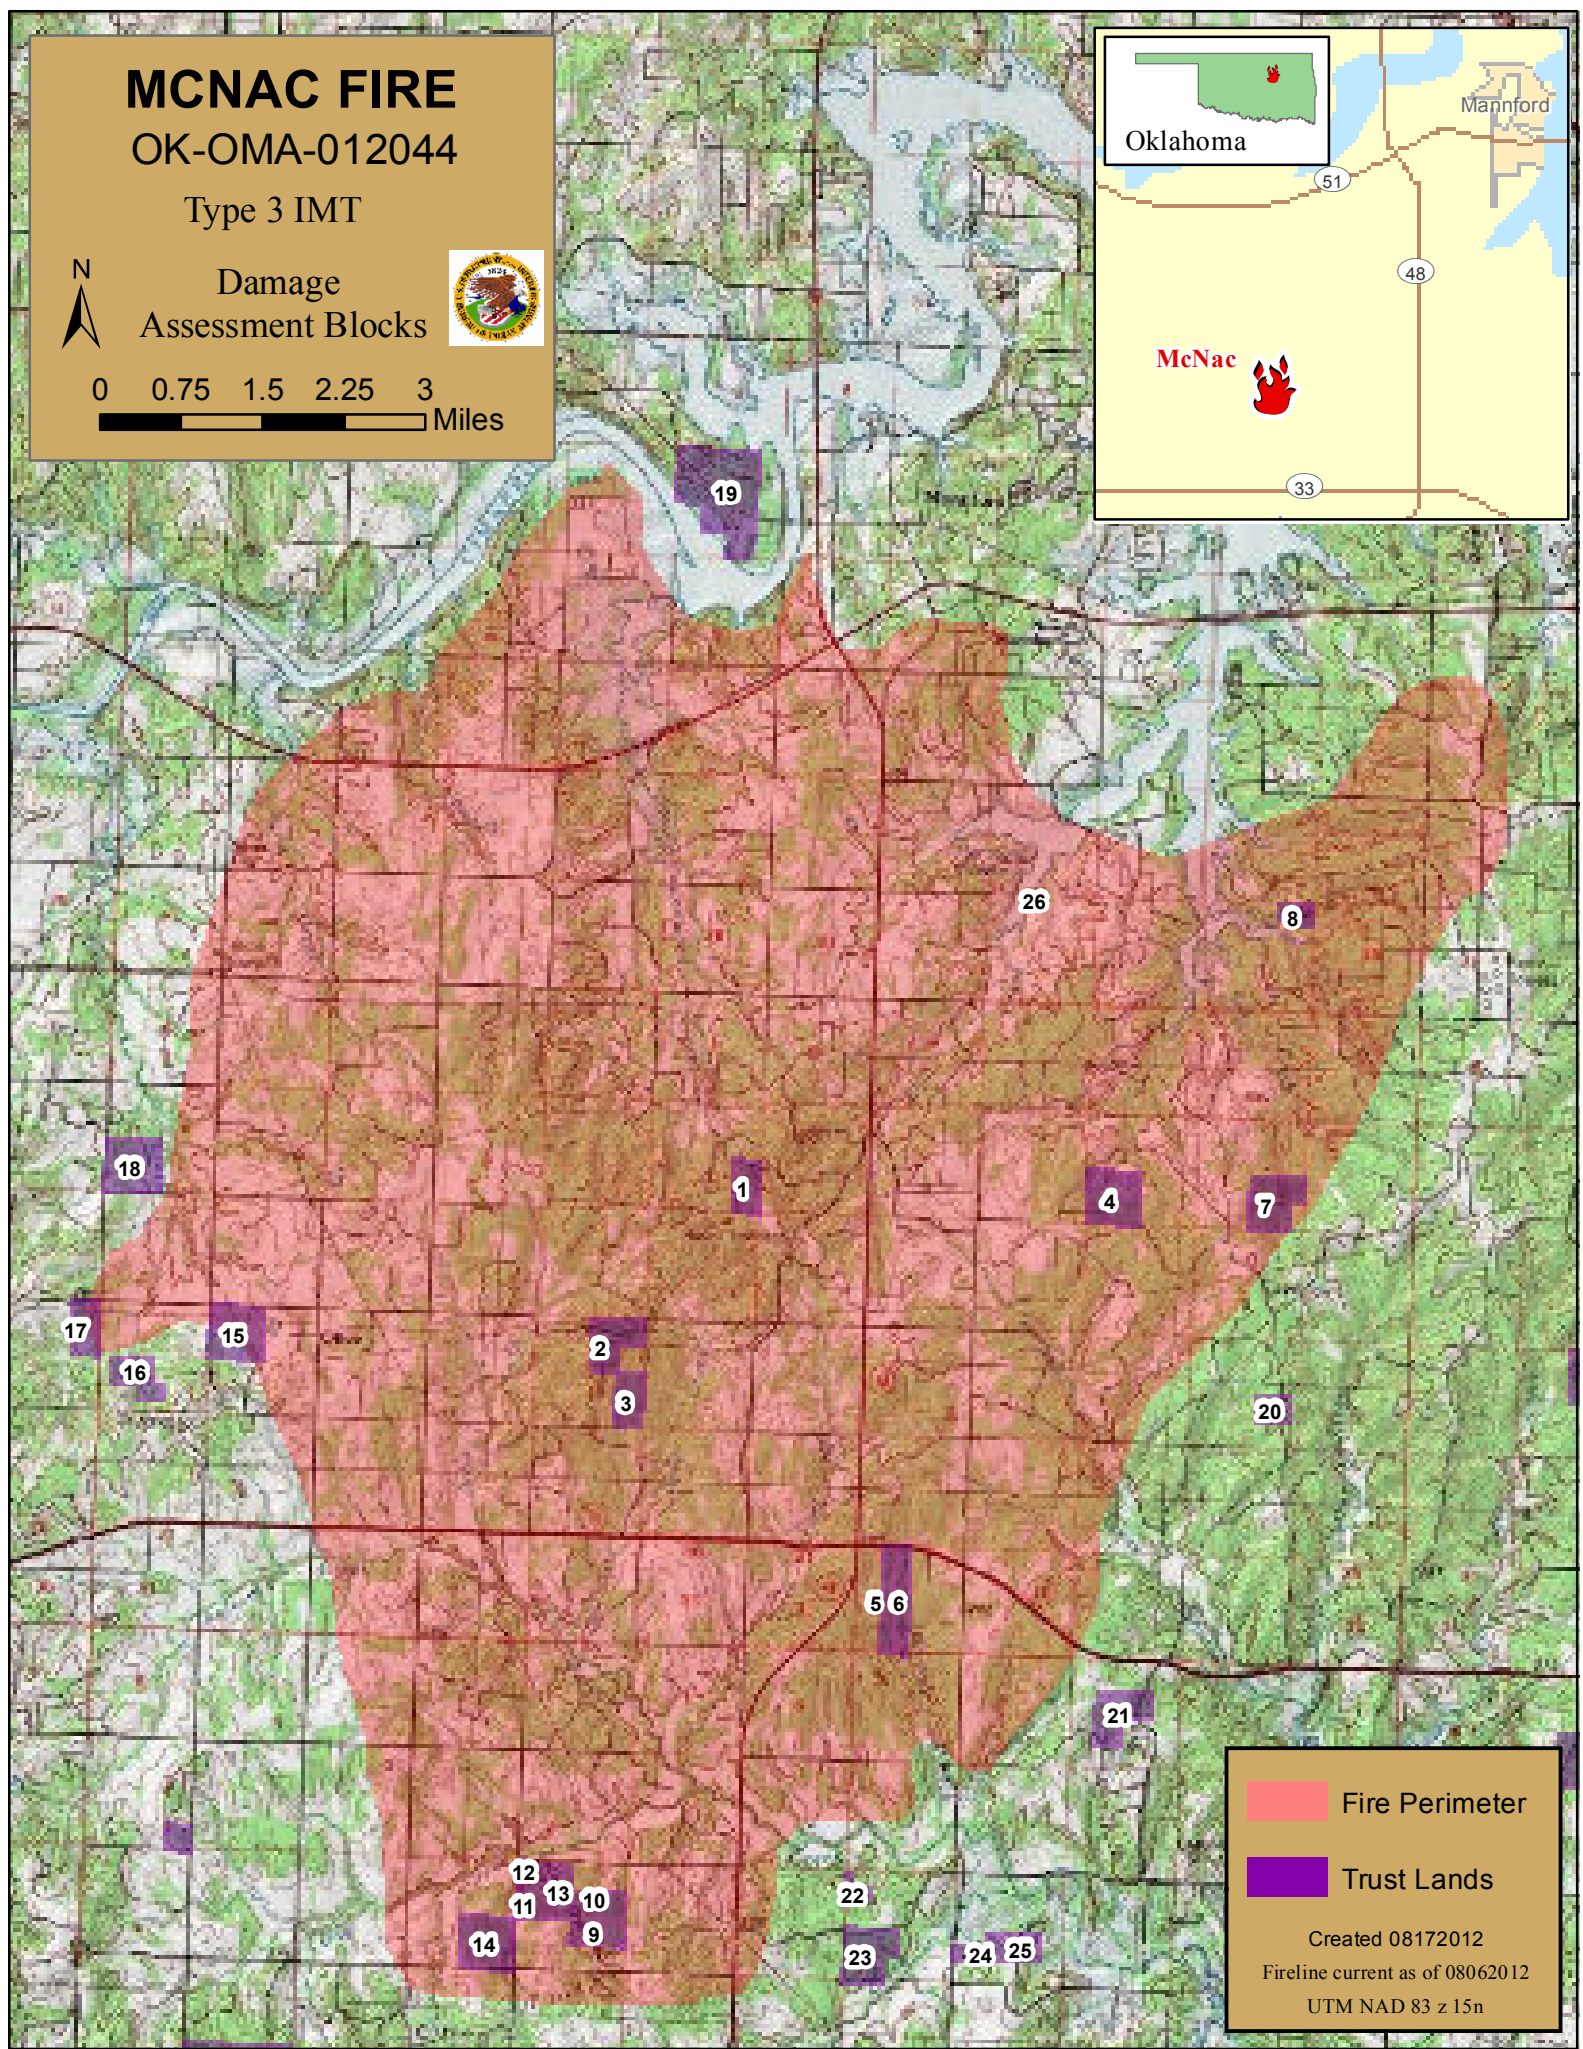 MCNAC FIRE
OK-OMA-012044
Type 3 IMT
N
Damage
Assessment Blocks
0 0.75 1.5 2.25 3
Miles
Oklahoma
Mannford
51
48
McNac
33
19
26
8
18
1
4
7
17
15
2
16
3
20
5 6
21
12
13
10
11
22
9
14
23
24
25
Fire Perimeter
Trust Lands
Created 08172012
Fireline current as of 08062012
UTM NAD 83 z 15n